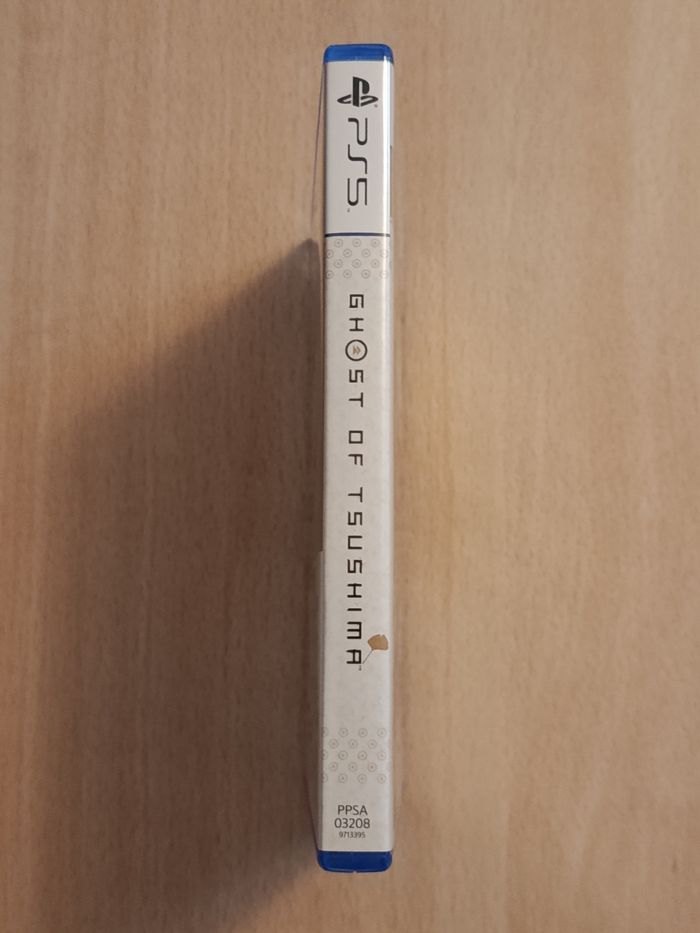 PS5
GHOST OF TSUSHIMA
PPSA
03208
9713395